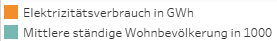 Elektrizitätsverbrauch in GWh
Mittlere ständige Wohnbevölkerung in 1000